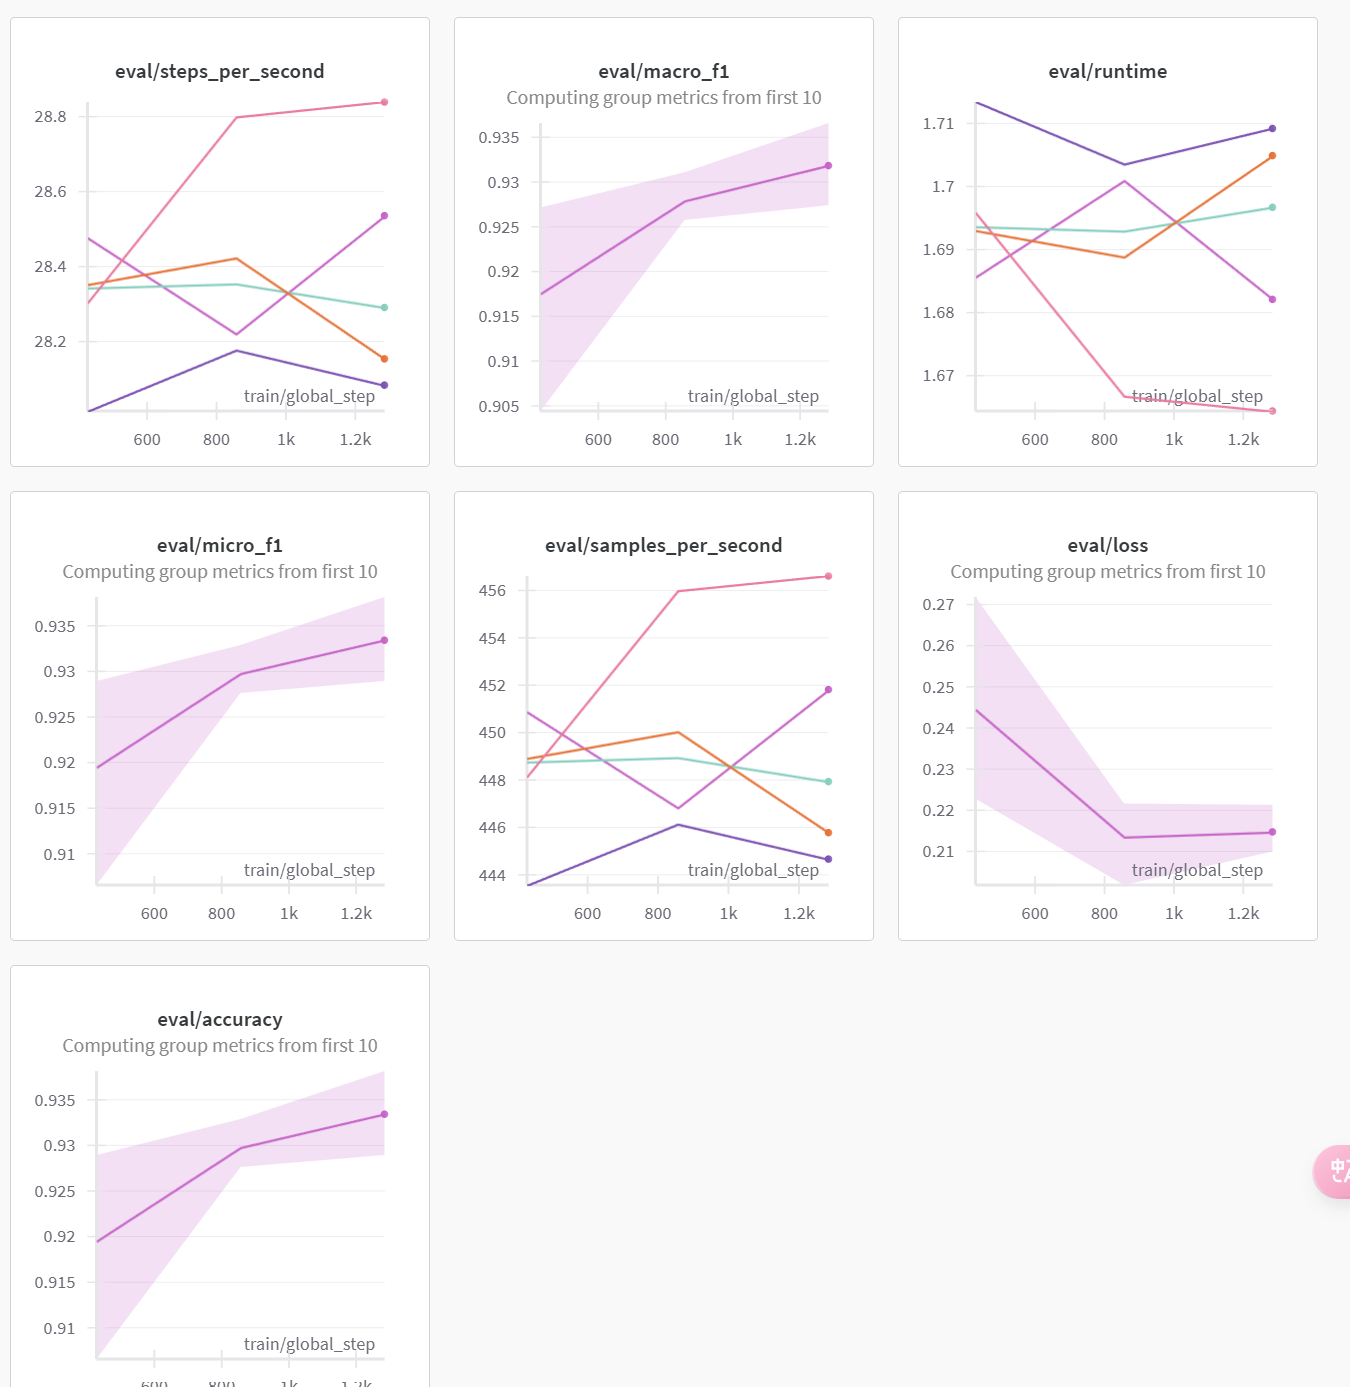 eval/steps_per_second
28.8
28.6
28.4
28.2
train/global_step
600 800 1k 1.2k
eval/macro_f1
Computing group metrics from first 10
0.935
0.93
0.925
0.92
0.915
0.91
0.905
train/global_step
600 800 1k 1.2k
eval/runtime
1.71
1.7
1.69
1.68
1.67
train/global_step
600 800 1k 1.2k
eval/micro_f1
Computing group metrics from first 10
0.935
0.93
0.925
0.92
0.915
0.91
train/global_step
600 800 1k 1.2k
eval/samples_per_second
456
454
452
450
448
446
444
train/global_step
600 800 1k 1.2k
eval/loss
Computing group metrics from first 10
0.27
0.26
0.25
0.24
0.23
0.22
0.21
train/global_step
600 800 1k 1.2k
eval/accuracy
Computing group metrics from first 10
0.935
0.93
0.925
0.92
0.915
0.91
train/global_step
600 800 1k 1.2k
中